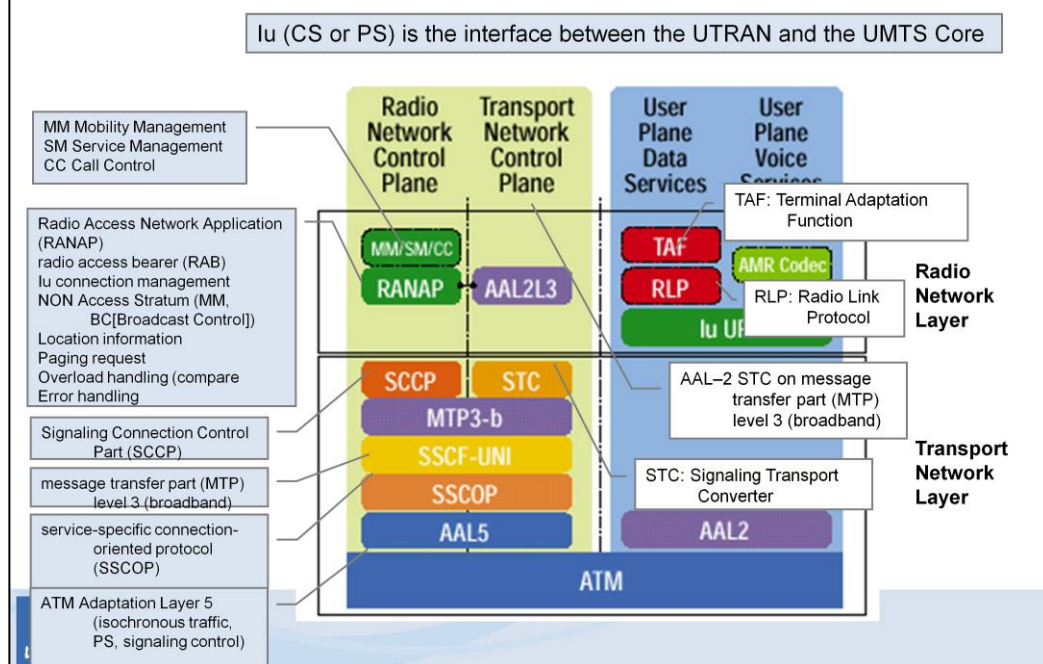 Iu (CS or PS) is the interface between the UTRAN and the UMTS Core
Radio
Network
Control
Plane
Transport
Network
Control
Plane
User
Plane
Data
Services
User
Plane
Voice
MM Mobility Management
SM Service Management
CC Call Control
TAF: Terminal Adaptation
Function
Radio Access Network Application
(RANAP)
radio access bearer (RAB)
Iu connection management
NON Access Stratum (MM,
BC[Broadcast Control])
Location information
Paging request
Overload handling (compare
Error handling
MM/SM/CC
RANAP
AAL2L3
TAF
RLP
AMR Codec
Iu UP
RLP: Radio Link
Protocol
Radio
Network
Layer
SCCP
STC
MTP3-b
SSCF-UNI
SSCOP
AAL5
AAL2
ATM
AAL–2 STC on message
transfer part (MTP)
level 3 (broadband)
STC: Signaling Transport
Converter
Transport
Network
Layer
Signaling Connection Control
Part (SCCP)
message transfer part (MTP)
level 3 (broadband)
service-specific connection-
oriented protocol
(SSCOP)
ATM Adaptation Layer 5
(isochronous traffic,
PS, signaling control)